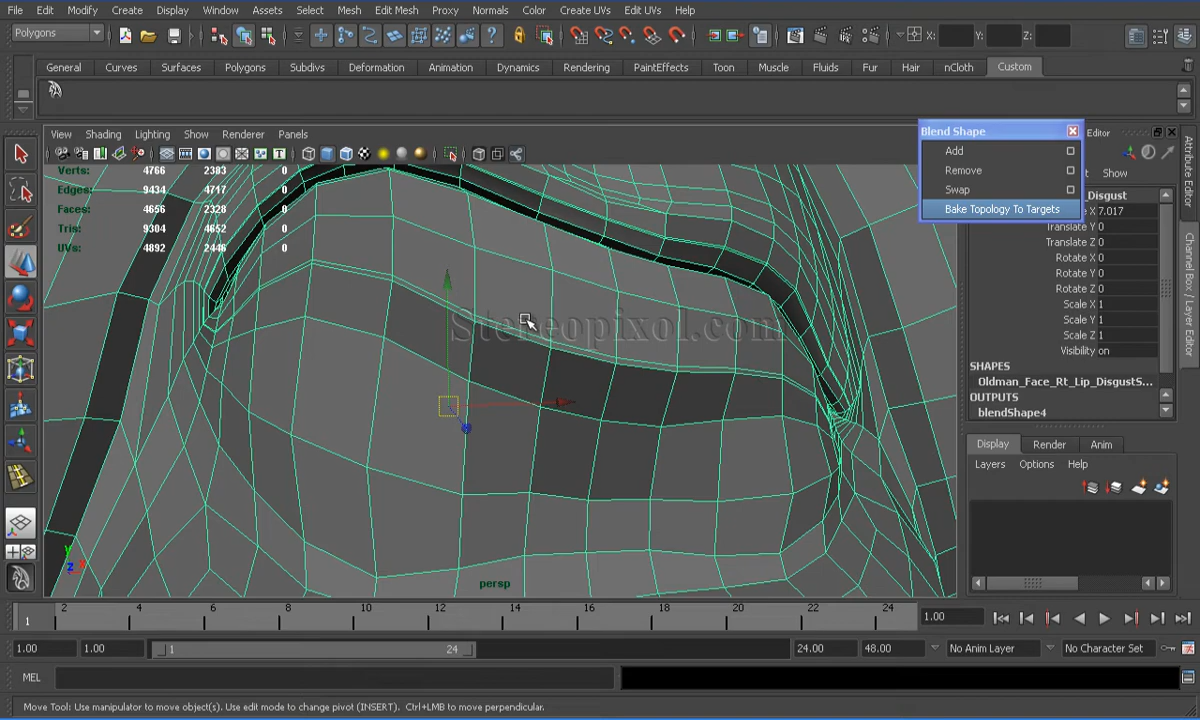 File Edit Modify Create Display Window Assets Select Mesh Edit Mesh Proxy Normals Color Create UVs Edit UVs Help
Polygons X: Y: Z:
General Curves Surfaces Polygons Subdivs Deformation Animation Dynamics Rendering PaintEffects Toon Muscle Fluids Fur Hair nCloth Custom
View Shading Lighting Show Renderer Panels
Verts: 4766 2383 0
Edges: 9434 4717 0
Faces: 4656 2328 0
Tris: 9304 4652 0
UVs: 4892 2446 0
Stereopixol.com
persp
Blend Shape
Add
Remove
Swap
Bake Topology To Targets
Editor
Show
_Disgust
X 7.017
Translate Y 0
Translate Z 0
Rotate X 0
Rotate Y 0
Rotate Z 0
Scale X 1
Scale Y 1
Scale Z 1
Visibility on
SHAPES
Oldman_Face_Rt_Lip_DisgustS...
OUTPUTS
blendShape4
Attribute Editor
Channel Box / Layer Editor
Display Render Anim
Layers Options Help
1 2 4 6 8 10 12 14 16 18 20 22 24 1.00
1.00 1.00 1 24 24.00 48.00 No Anim Layer No Character Set
MEL
Move Tool: Use manipulator to move object(s). Use edit mode to change pivot (INSERT). Ctrl+LMB to move perpendicular.